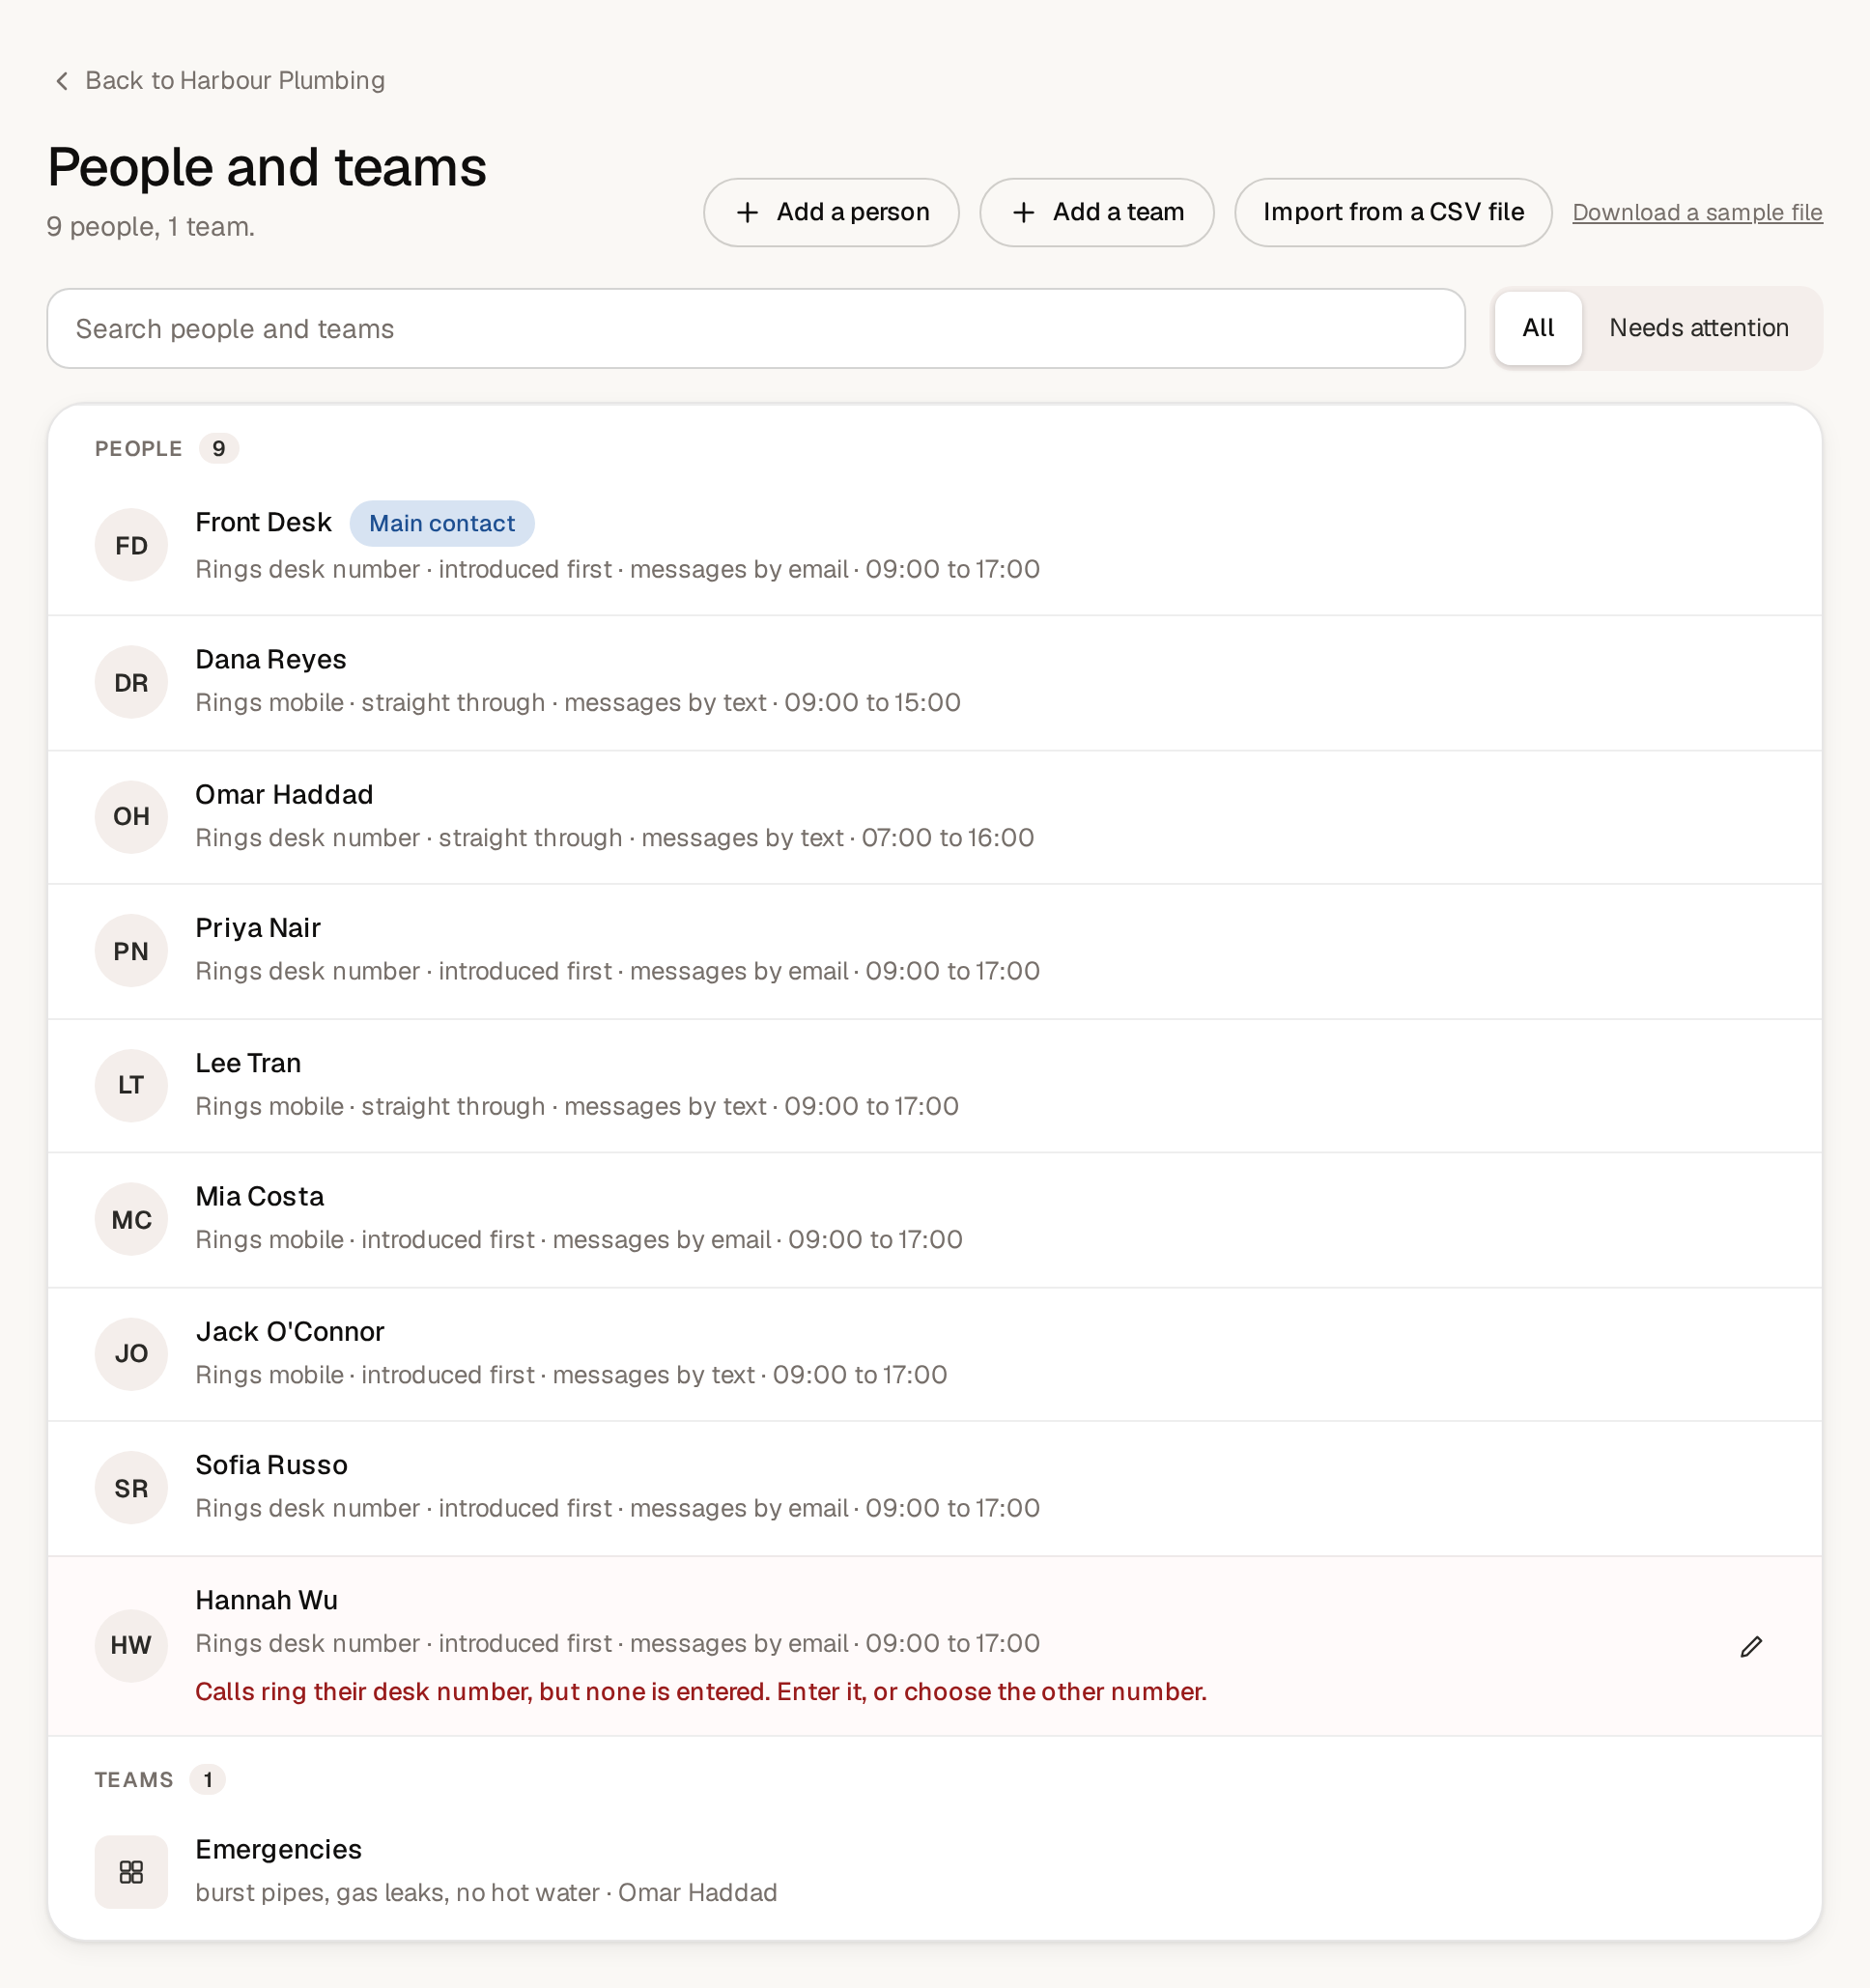 Back to Harbour Plumbing
People and teams
9 people, 1 team.
Add a person
Add a team
Import from a CSV file
Download a sample file
Search people and teams
All
Needs attention
PEOPLE 9
FD
Front Desk Main contact
Rings desk number · introduced first · messages by email · 09:00 to 17:00
DR
Dana Reyes
Rings mobile · straight through · messages by text · 09:00 to 15:00
OH
Omar Haddad
Rings desk number · straight through · messages by text · 07:00 to 16:00
PN
Priya Nair
Rings desk number · introduced first · messages by email · 09:00 to 17:00
LT
Lee Tran
Rings mobile · straight through · messages by text · 09:00 to 17:00
MC
Mia Costa
Rings mobile · introduced first · messages by email · 09:00 to 17:00
JO
Jack O'Connor
Rings mobile · introduced first · messages by text · 09:00 to 17:00
SR
Sofia Russo
Rings desk number · introduced first · messages by email · 09:00 to 17:00
HW
Hannah Wu
Rings desk number · introduced first · messages by email · 09:00 to 17:00
Calls ring their desk number, but none is entered. Enter it, or choose the other number.
TEAMS 1
Emergencies
burst pipes, gas leaks, no hot water · Omar Haddad